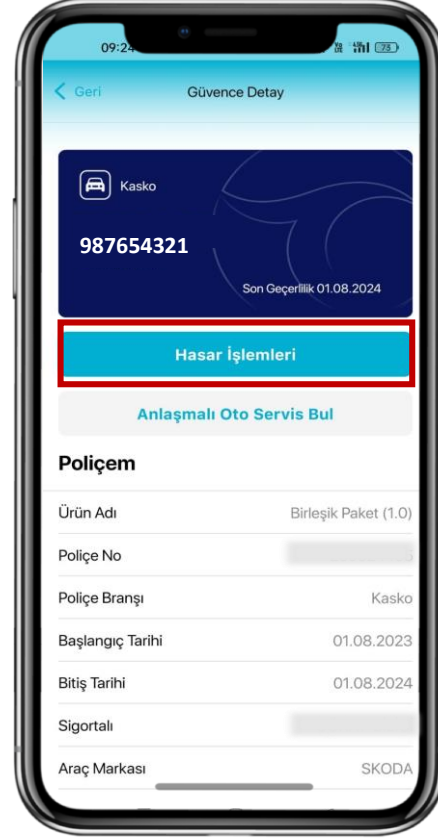 09:24
73
Geri
Güvence Detay
Kasko
987654321
Son Geçerlilik 01.08.2024
Hasar İşlemleri
Anlaşmalı Oto Servis Bul
Poliçem
Ürün Adı Birleşik Paket (1.0)
Poliçe No
Poliçe Branşı Kasko
Başlangıç Tarihi 01.08.2023
Bitiş Tarihi 01.08.2024
Sigortalı
Araç Markası SKODA